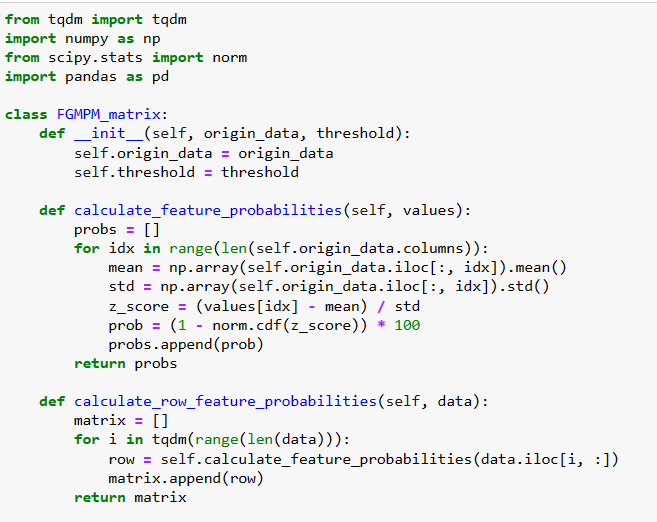 from tqdm import tqdm
import numpy as np
from scipy.stats import norm
import pandas as pd

class FGMPM_matrix:
    def __init__(self, origin_data, threshold):
        self.origin_data = origin_data
        self.threshold = threshold

    def calculate_feature_probabilities(self, values):
        probs = []
        for idx in range(len(self.origin_data.columns)):
            mean = np.array(self.origin_data.iloc[:, idx]).mean()
            std = np.array(self.origin_data.iloc[:, idx]).std()
            z_score = (values[idx] - mean) / std
            prob = (1 - norm.cdf(z_score)) * 100
            probs.append(prob)
        return probs

    def calculate_row_feature_probabilities(self, data):
        matrix = []
        for i in tqdm(range(len(data))):
            row = self.calculate_feature_probabilities(data.iloc[i, :])
            matrix.append(row)
        return matrix